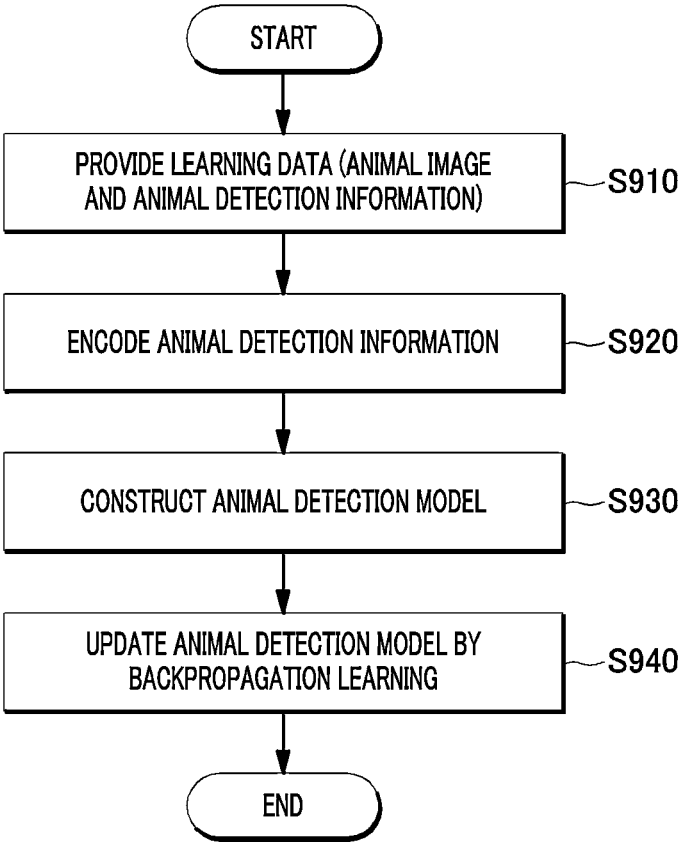 START
PROVIDE LEARNING DATA (ANIMAL IMAGE
AND ANIMAL DETECTION INFORMATION)
S910
ENCODE ANIMAL DETECTION INFORMATION
S920
CONSTRUCT ANIMAL DETECTION MODEL
S930
UPDATE ANIMAL DETECTION MODEL BY
BACKPROPAGATION LEARNING
S940
END